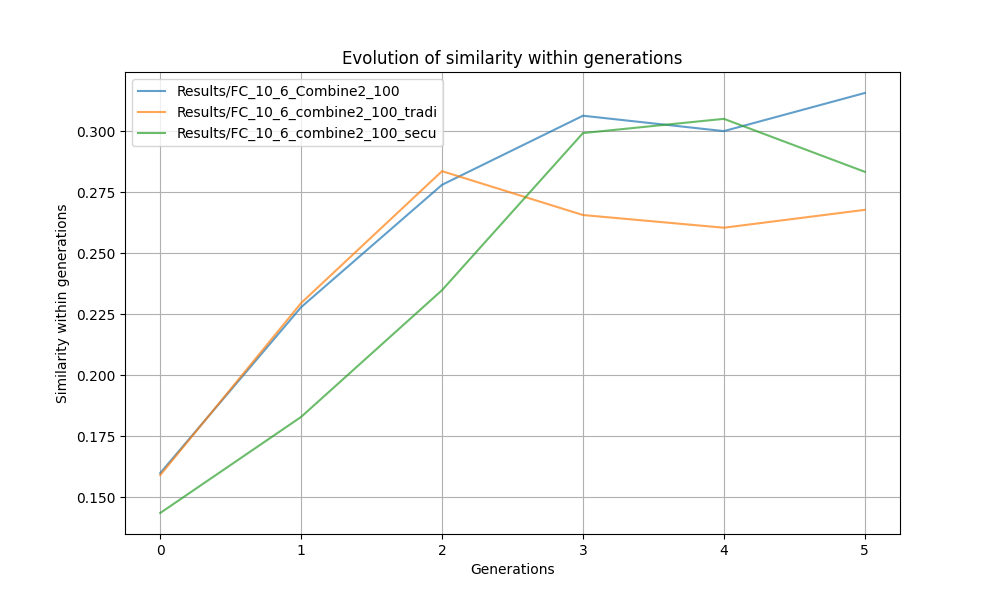 Evolution of similarity within generations
Results/FC_10_6_Combine2_100
Results/FC_10_6_combine2_100_tradi
Results/FC_10_6_combine2_100_secu
Similarity within generations
0.300
0.275
0.250
0.225
0.200
0.175
0.150
0 1 2 3 4 5
Generations